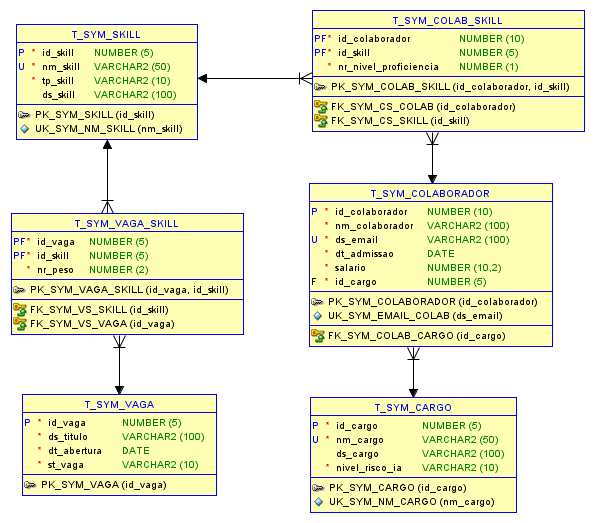 T_SYM_SKILL
P * id_skill NUMBER (5)
U * nm_skill VARCHAR2 (50)
* tp_skill VARCHAR2 (10)
ds_skill VARCHAR2 (100)
PK_SYM_SKILL (id_skill)
UK_SYM_NM_SKILL (nm_skill)
T_SYM_COLAB_SKILL
PF* id_colaborador NUMBER (10)
PF* id_skill NUMBER (5)
* nr_nivel_proficiencia NUMBER (1)
PK_SYM_COLAB_SKILL (id_colaborador, id_skill)
FK_SYM_CS_COLAB (id_colaborador)
FK_SYM_CS_SKILL (id_skill)
T_SYM_VAGA_SKILL
PF* id_vaga NUMBER (5)
PF* id_skill NUMBER (5)
* nr_peso NUMBER (2)
PK_SYM_VAGA_SKILL (id_vaga, id_skill)
FK_SYM_VS_SKILL (id_skill)
FK_SYM_VS_VAGA (id_vaga)
T_SYM_COLABORADOR
P * id_colaborador NUMBER (10)
* nm_colaborador VARCHAR2 (100)
U * ds_email VARCHAR2 (100)
* dt_admissao DATE
* salario NUMBER (10,2)
F * id_cargo NUMBER (5)
PK_SYM_COLABORADOR (id_colaborador)
UK_SYM_EMAIL_COLAB (ds_email)
FK_SYM_COLAB_CARGO (id_cargo)
T_SYM_VAGA
P * id_vaga NUMBER (5)
* ds_titulo VARCHAR2 (100)
* dt_abertura DATE
* st_vaga VARCHAR2 (10)
PK_SYM_VAGA (id_vaga)
T_SYM_CARGO
P * id_cargo NUMBER (5)
U * nm_cargo VARCHAR2 (50)
ds_cargo VARCHAR2 (100)
* nivel_risco_ia VARCHAR2 (10)
PK_SYM_CARGO (id_cargo)
UK_SYM_NM_CARGO (nm_cargo)